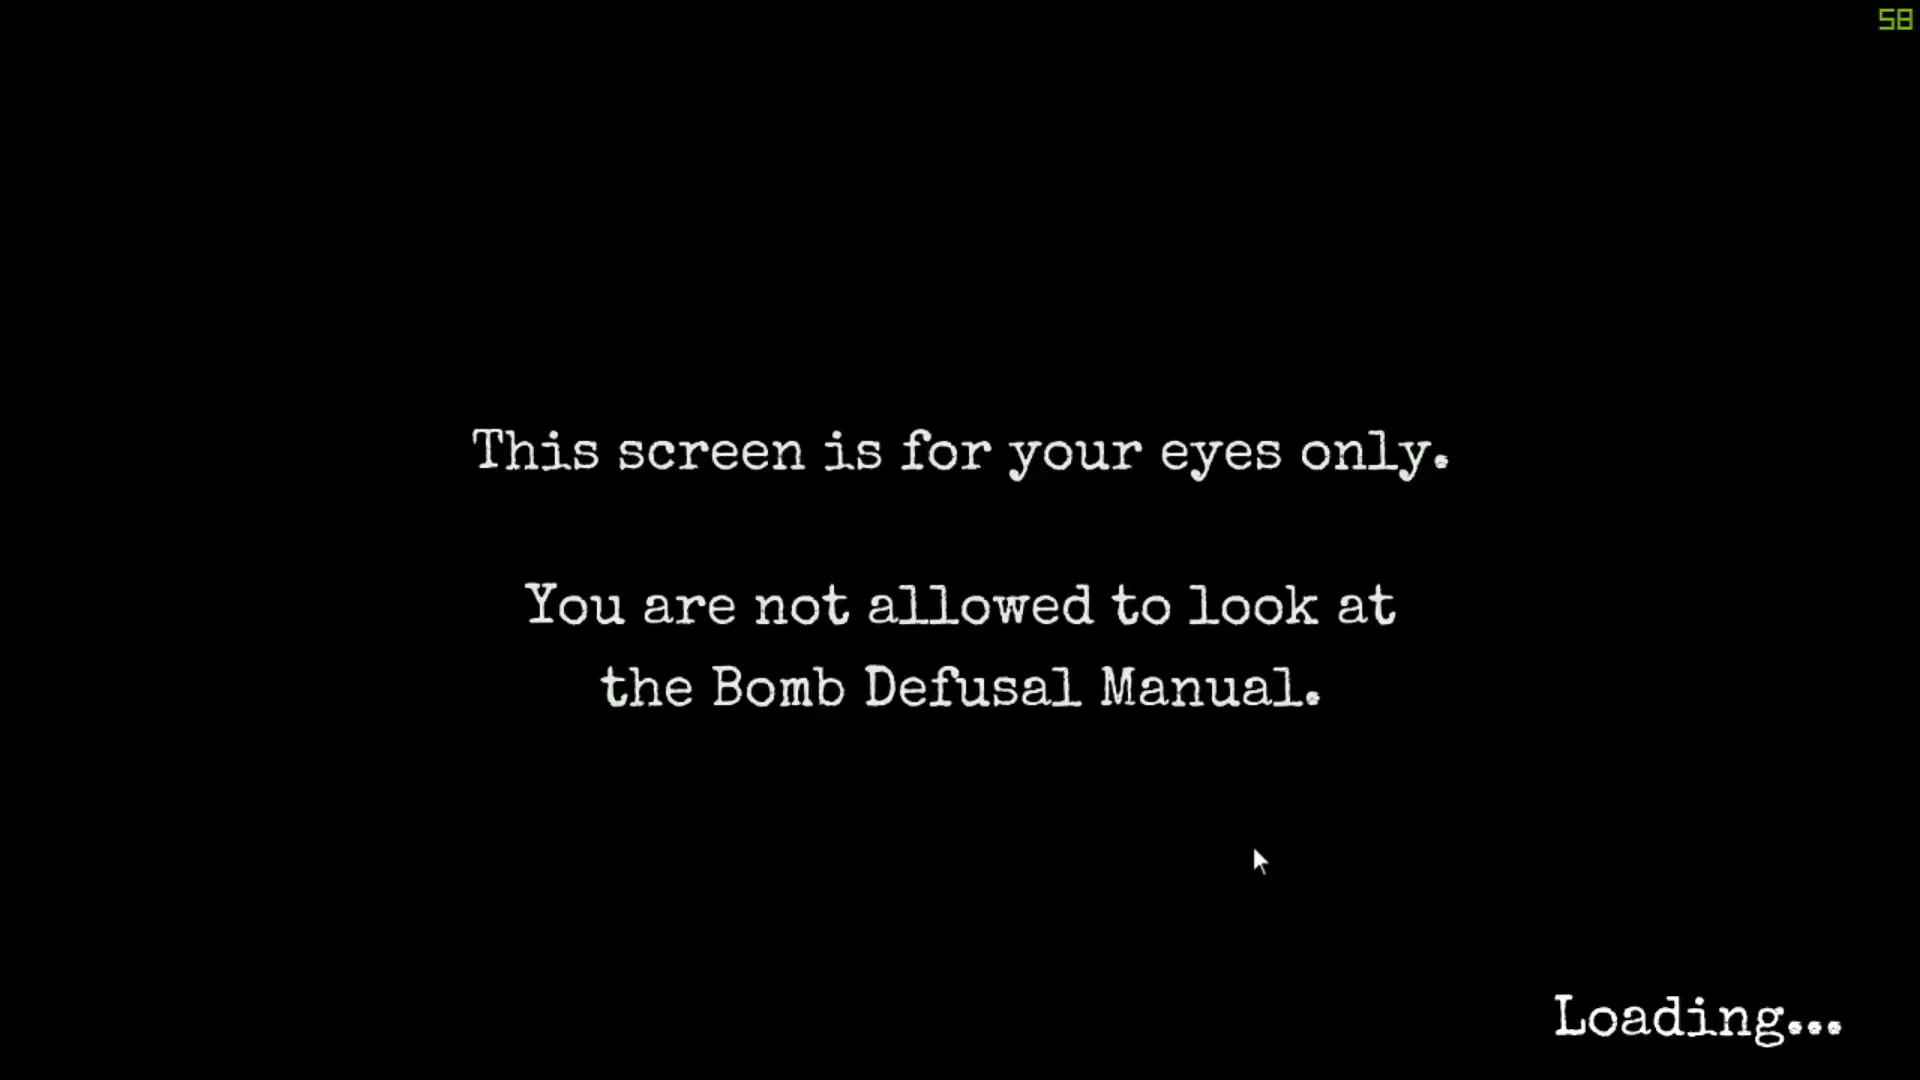 58
This screen is for your eyes only.
You are not allowed to look at
the Bomb Defusal Manual.
Loading...